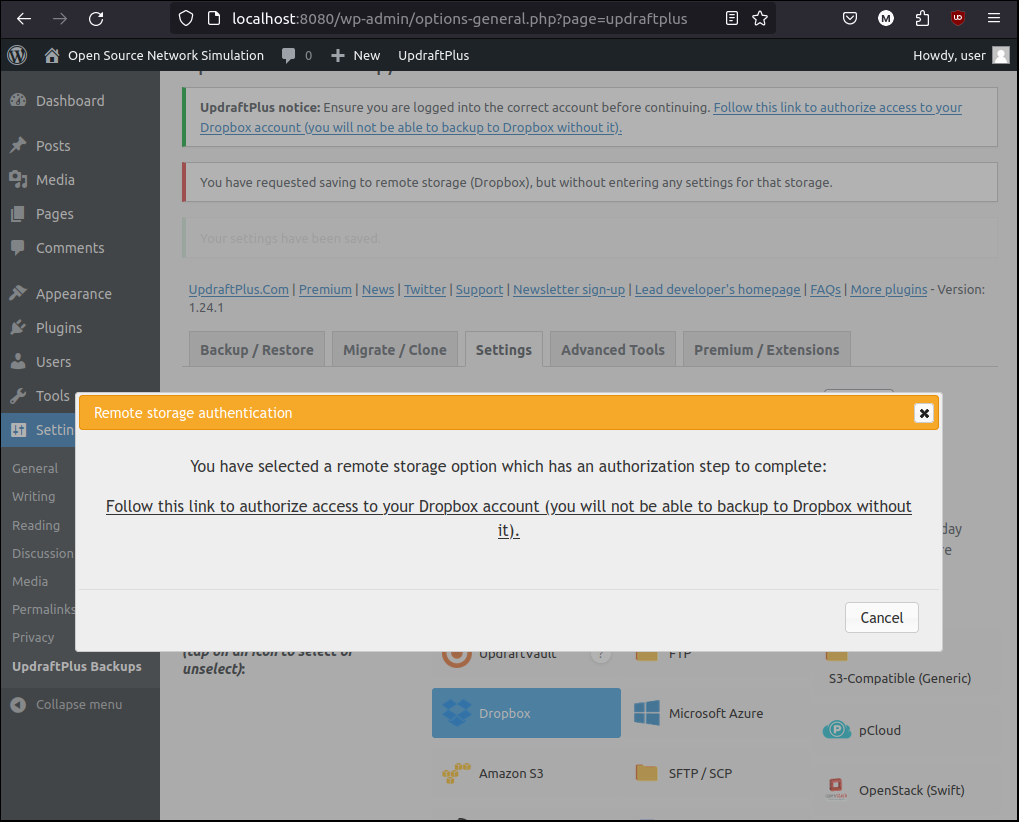 localhost:8080/wp-admin/options-general.php?page=updraftplus
M
UD
Open Source Network Simulation
0
New
UpdraftPlus
Howdy, user
Dashboard
Posts
Media
Pages
Comments
Appearance
Plugins
Users
Tools
Settin
General
Writing
Reading
Discussion
Media
Permalinks
Privacy
UpdraftPlus Backups
Collapse menu
UpdraftPlus notice: Ensure you are logged into the correct account before continuing. Follow this link to authorize access to your
Dropbox account (you will not be able to backup to Dropbox without it).
You have requested saving to remote storage (Dropbox), but without entering any settings for that storage.
Your settings have been saved.
UpdraftPlus.Com | Premium | News | Twitter | Support | Newsletter sign-up | Lead developer's homepage | FAQs | More plugins - Version:
1.24.1
Backup / Restore
Migrate / Clone
Settings
Advanced Tools
Premium / Extensions
Remote storage authentication
You have selected a remote storage option which has an authorization step to complete:
Follow this link to authorize access to your Dropbox account (you will not be able to backup to Dropbox without
it).
Cancel
day
re
(tap on an icon to select or
unselect):
UpdraftVault
?
FTP
S3-Compatible (Generic)
Dropbox
Microsoft Azure
pCloud
Amazon S3
SFTP / SCP
OpenStack (Swift)